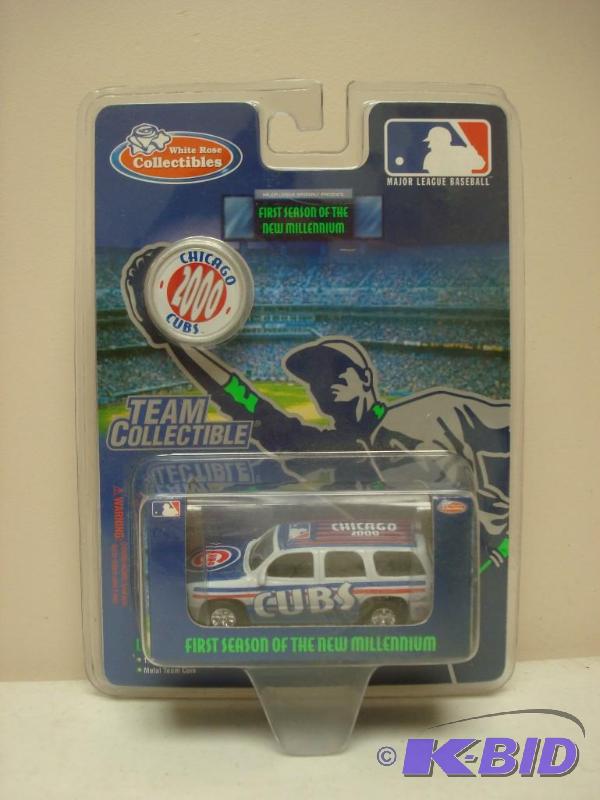 White Rose
Collectibles
MAJOR LEAGUE BASEBALL
FIRST SEASON OF THE
NEW MILLENNIUM
CHICAGO
2000
CUBS
TEAM
COLLECTIBLE
WARNING:
CHICAGO
2000
CUBS
FIRST SEASON OF THE NEW MILLENNIUM
• Metal Team Coin
© K-BID